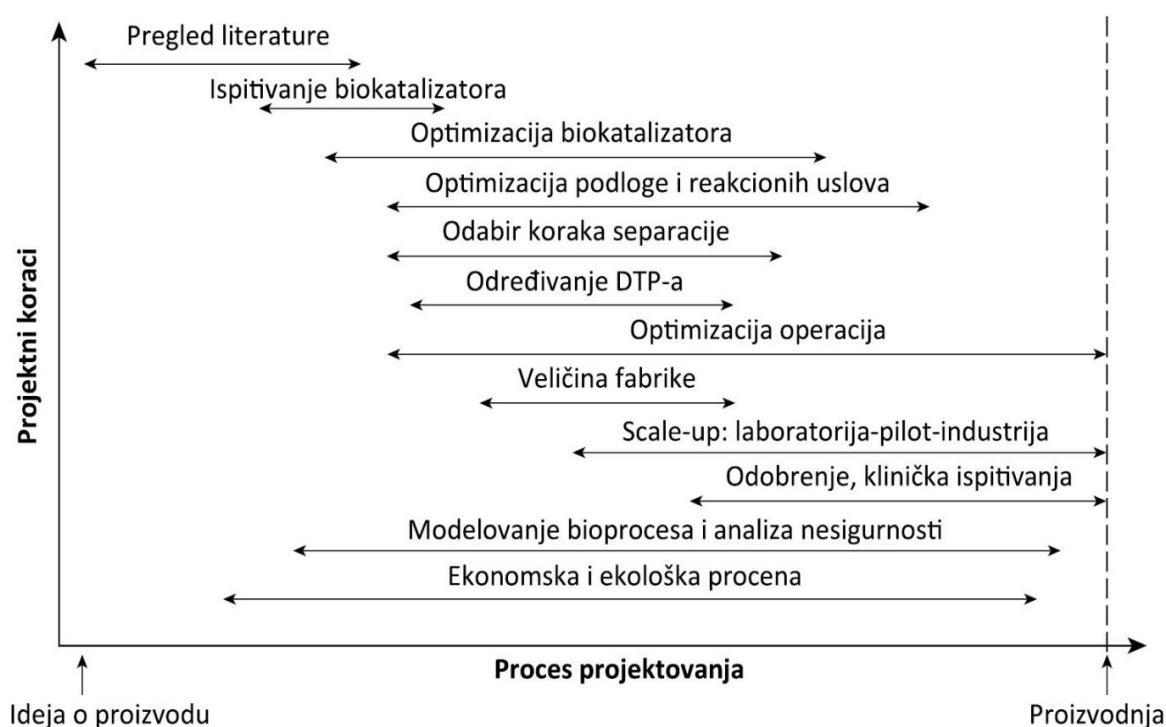 Pregled literature
Ispitivanje biokatalizatora
Optimizacija biokatalizatora
Optimizacija podloge i reakcionih uslova
Odabir koraka separacije
Određivanje DTP-a
Optimizacija operacija
Veličina fabrike
Scale-up: laboratorija-pilot-industrija
Odobrenje, klinička ispitivanja
Modelovanje bioprocesa i analiza nesigurnosti
Ekonomska i ekološka procena
Projektni koraci
Proces projektovanja
Ideja o proizvodu
Proizvodnja